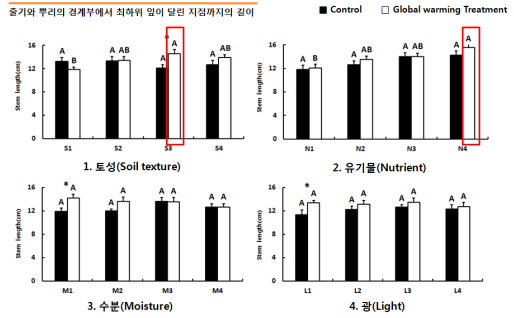 줄기와 뿌리의 경계부에서 최하위 잎이 달린 지점까지의 길이
Control Global warming Treatment
Stem length(cm)
16
12
8
4
0
A B A AB * A A A A
S1 S2 S3 S4
1. 토성(Soil texture)
Stem length(cm)
16
12
8
4
0
A B A AB A A A AB
N1 N2 N3 N4
2. 유기물(Nutrient)
Stem length(cm)
16
12
8
4
0
* A A A A A A A A
M1 M2 M3 M4
3. 수분(Moisture)
Stem length(cm)
16
12
8
4
0
* A A A A A A A A
L1 L2 L3 L4
4. 광(Light)